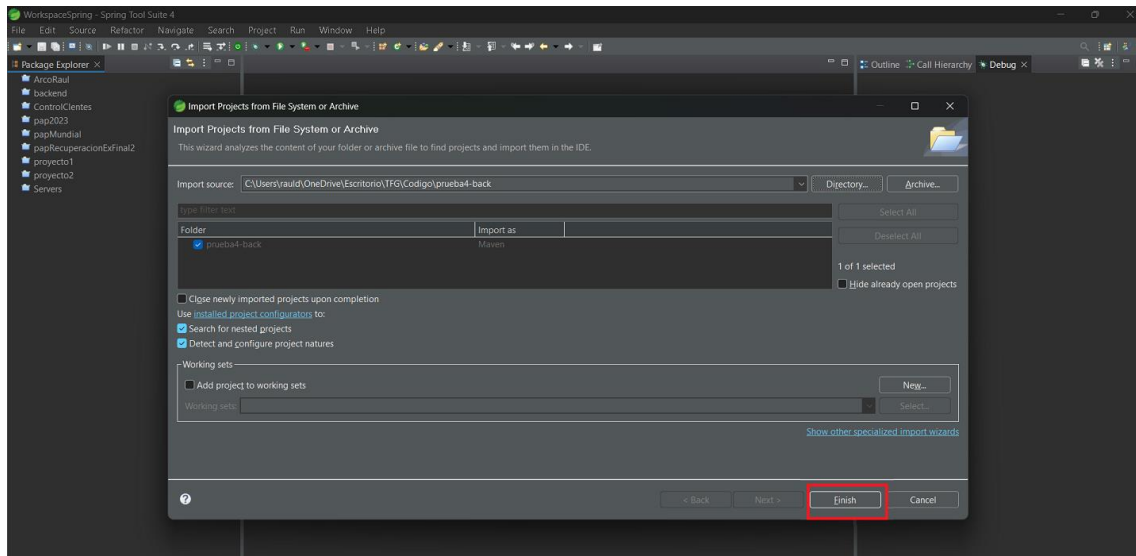 WorkspaceSpring - Spring Tool Suite 4
File Edit Source Refactor Navigate Search Project Run Window Help
Package Explorer
Outline Call Hierarchy Debug
ArcoRaul
backend
ControlClentes
pap2023
papMundial
papRecuperacionExFinal2
proyecto1
proyecto2
Servers
Import Projects from File System or Archive
Import Projects from File System or Archive
This wizard analyzes the content of your folder or archive file to find projects and import them in the IDE.
Import source: C:\Users\rauld\OneDrive\Escritorio\TFG\Codigo\prueba4-back Directory... Archive...
type filter text Select All
Folder Import as
Deselect All
prueba4-back Maven
1 of 1 selected
Hide already open projects
Close newly imported projects upon completion
Use installed project configurators to:
Search for nested projects
Detect and configure project natures
Working sets
Add project to working sets New...
Working sets: Select...
Show other specialized import wizards
? < Back Next > Finish Cancel